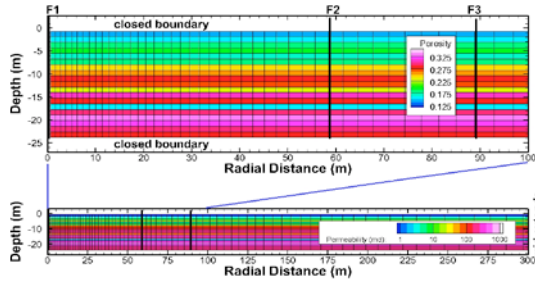 F1 F2 F3
closed boundary
0
-5
-10
-15
-20
-25
Depth (m)
Porosity
0.325
0.275
0.225
0.175
0.125
closed boundary
0 10 20 30 40 50 60 70 80 90 100
Radial Distance (m)
0
-10
-20
Depth (m)
Permeability (md) 1 10 100 1000
0 25 50 75 100 125 150 175 200 225 250 275 300
Radial Distance (m)